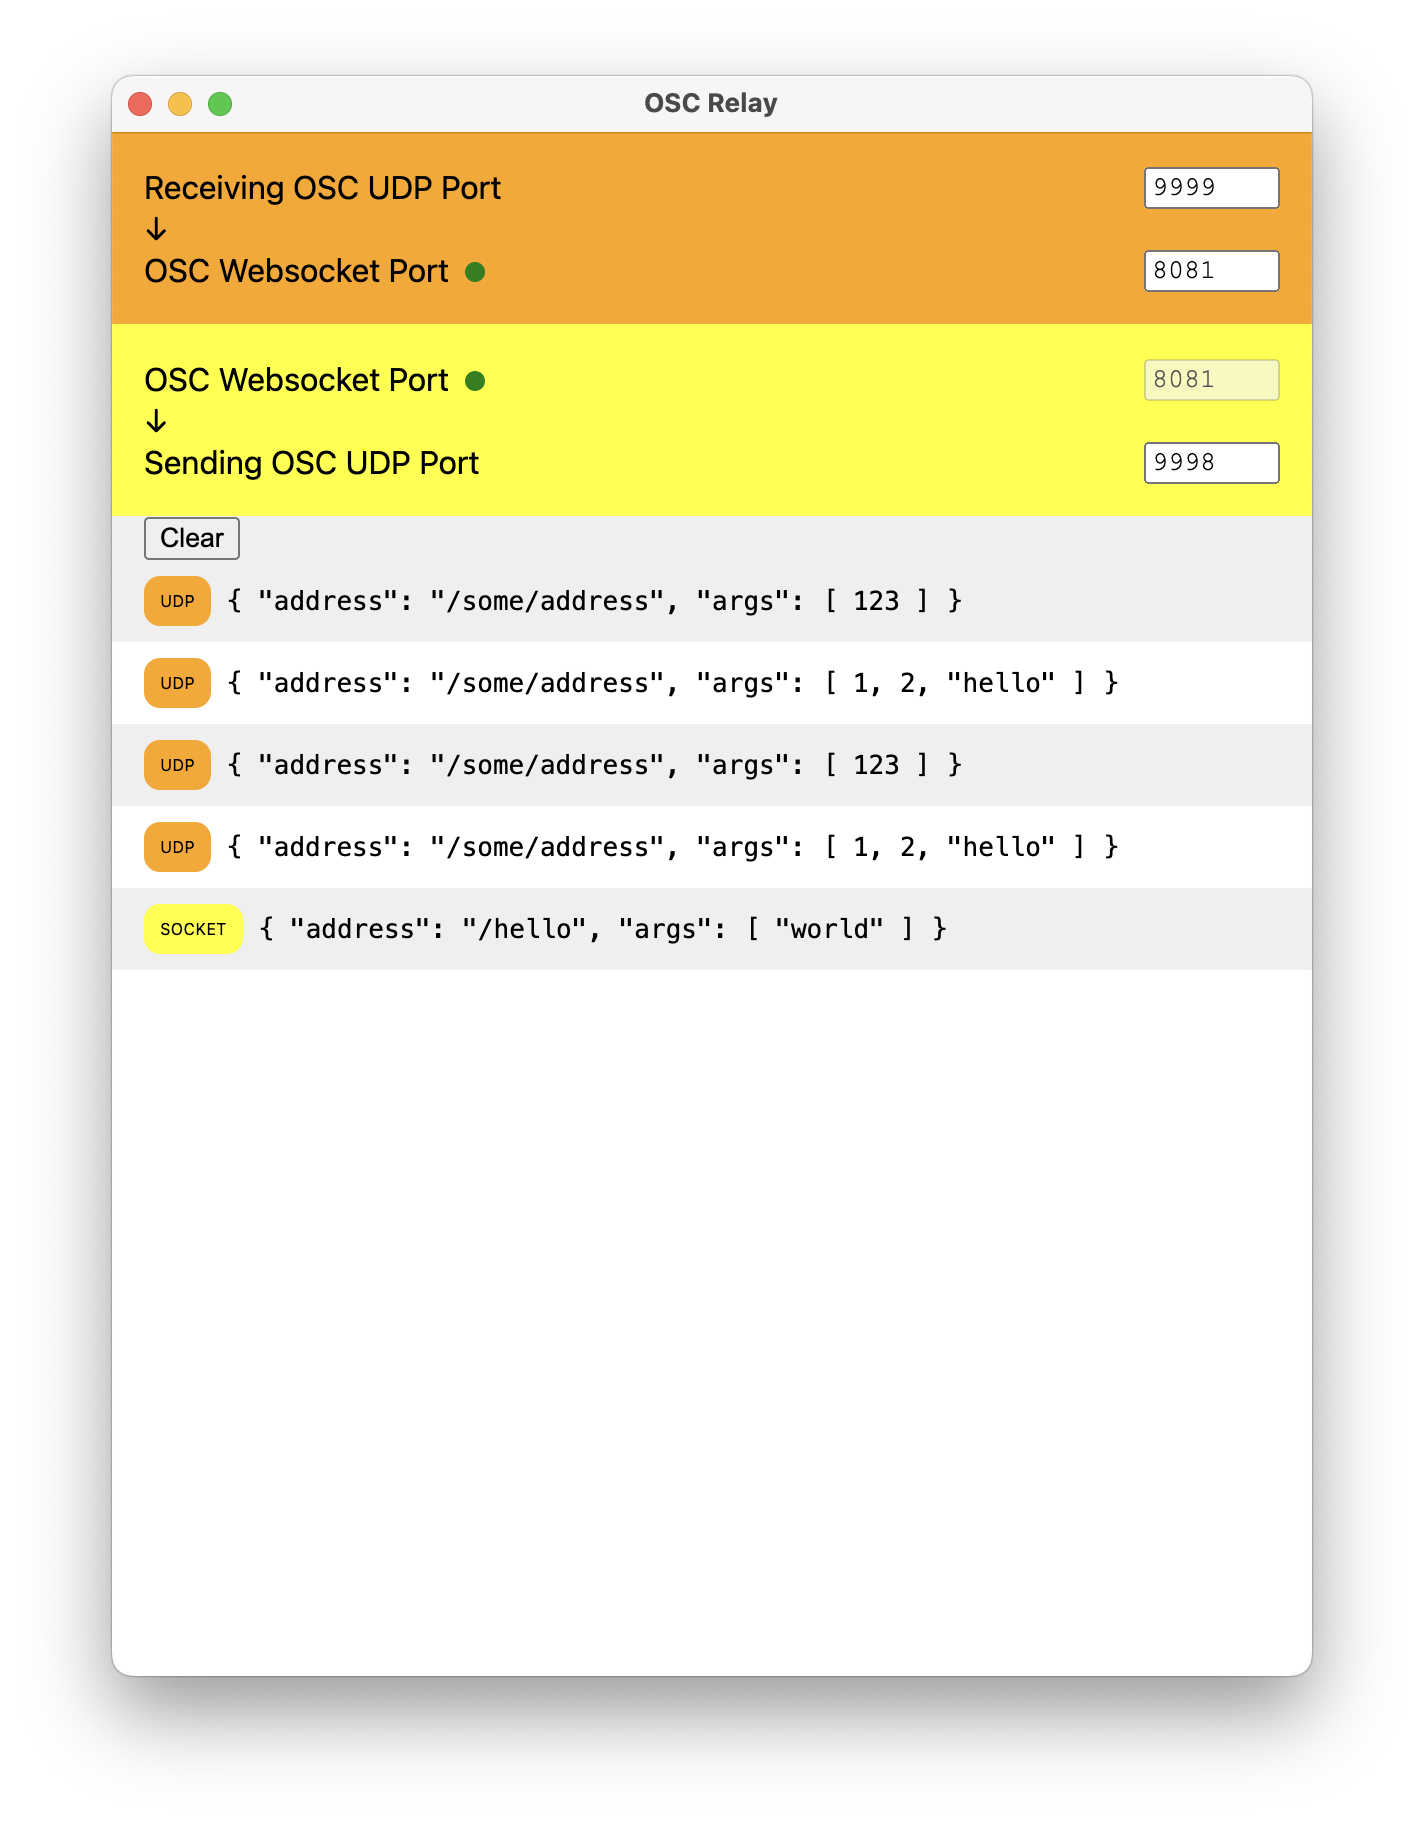 OSC Relay
Receiving OSC UDP Port 9999
↓
OSC Websocket Port 8081
OSC Websocket Port 8081
↓
Sending OSC UDP Port 9998
Clear
UDP { "address": "/some/address", "args": [ 123 ] }
UDP { "address": "/some/address", "args": [ 1, 2, "hello" ] }
UDP { "address": "/some/address", "args": [ 123 ] }
UDP { "address": "/some/address", "args": [ 1, 2, "hello" ] }
SOCKET { "address": "/hello", "args": [ "world" ] }